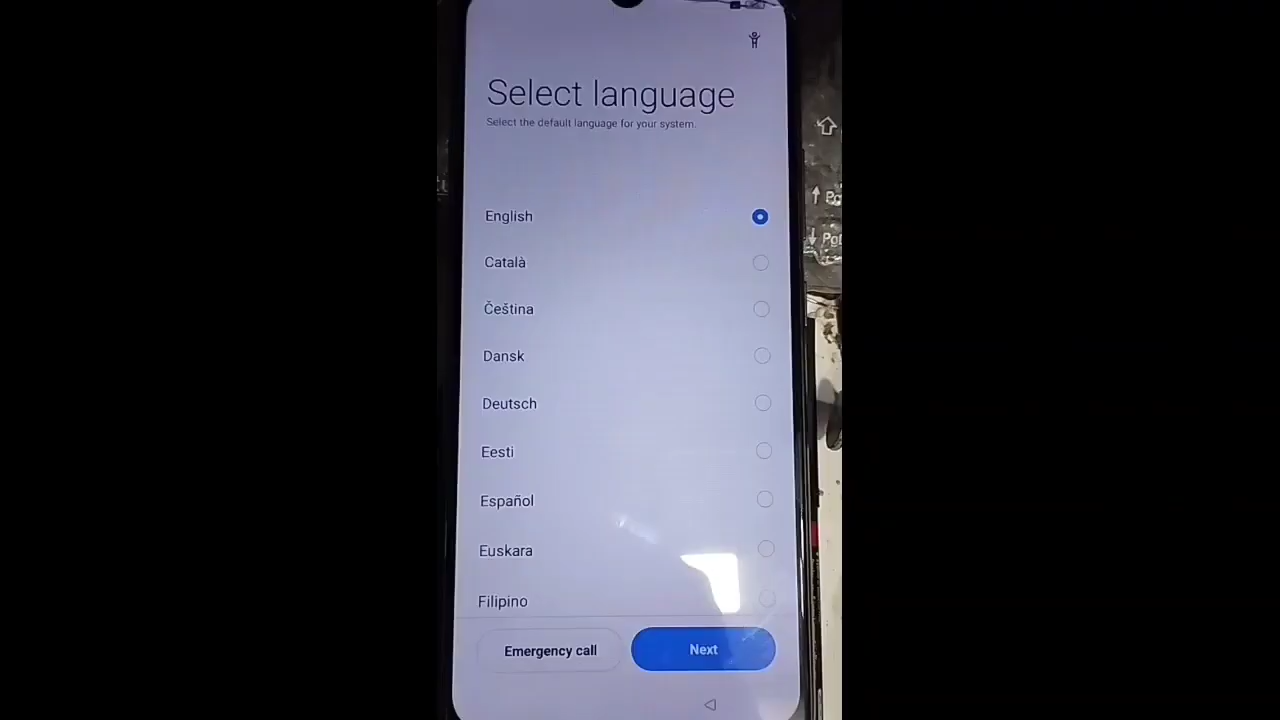 Select language
Select the default language for your system.
English
Català
Čeština
Dansk
Deutsch
Eesti
Español
Euskara
Filipino
Emergency call
Next